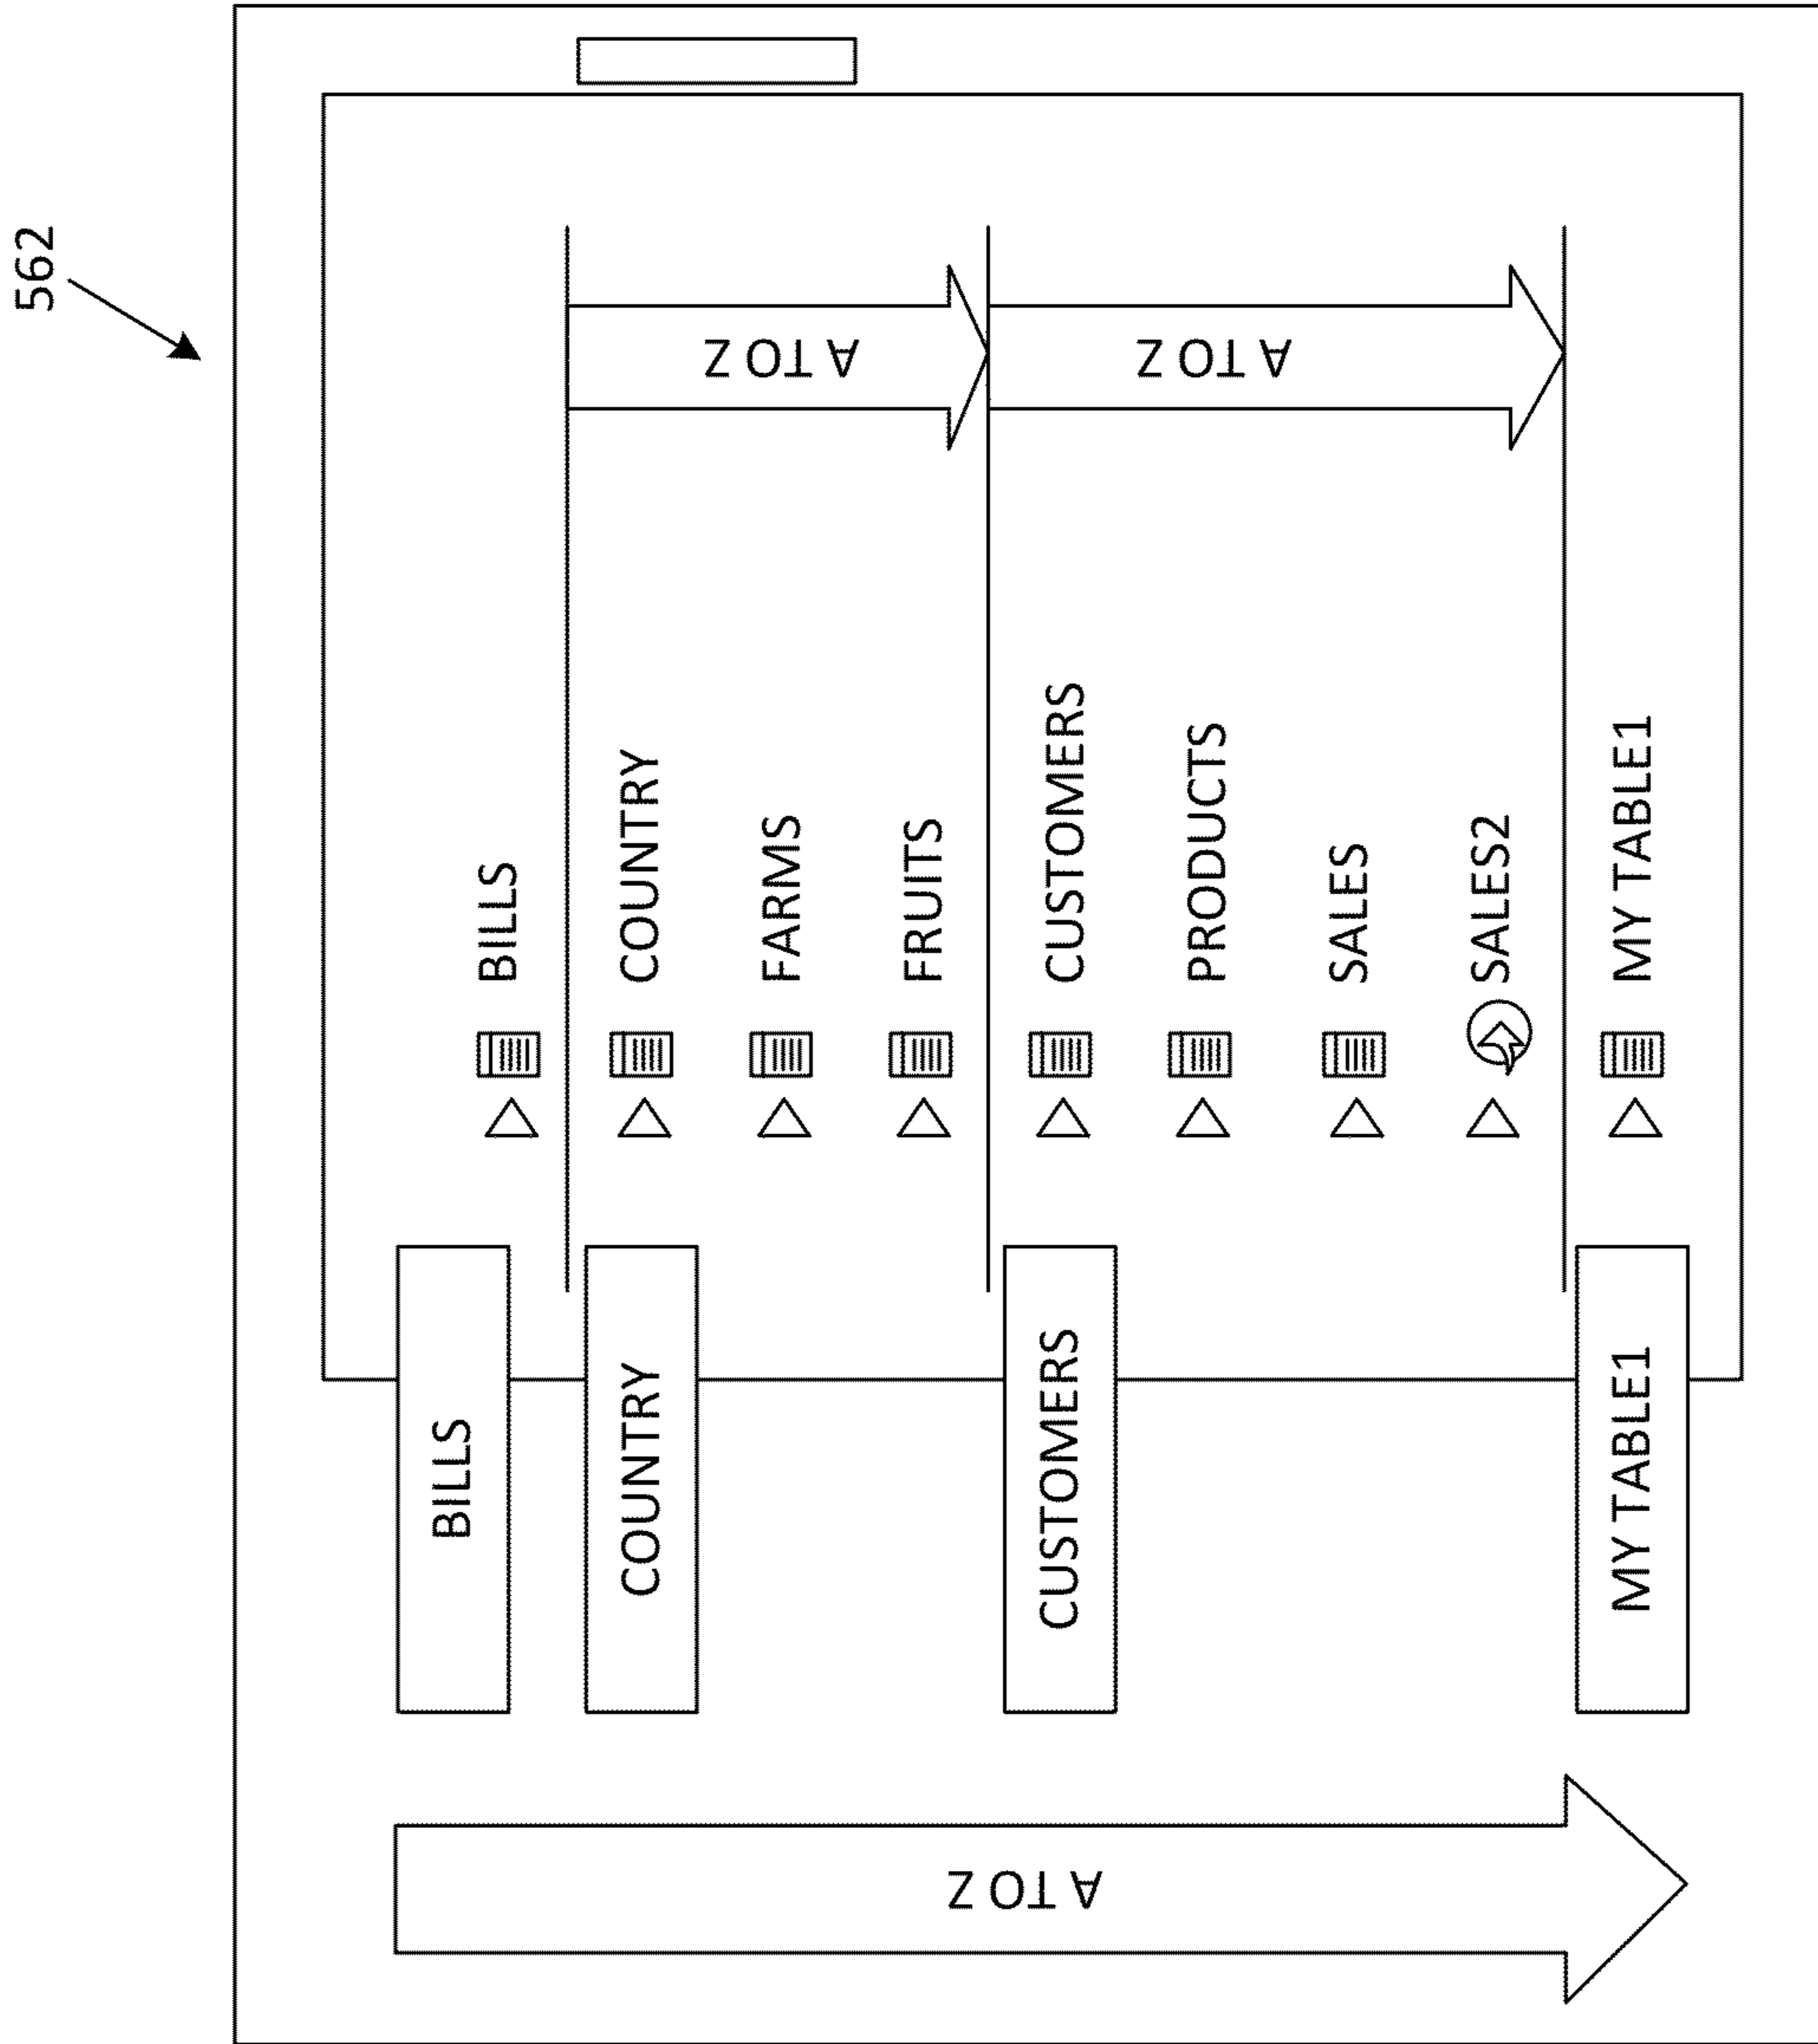 562
BILLS
BILLS
COUNTRY
COUNTRY
FARMS
FRUITS
A TO Z
CUSTOMERS
CUSTOMERS
PRODUCTS
SALES
SALES2
A TO Z
MY TABLE1
MY TABLE1
A TO Z